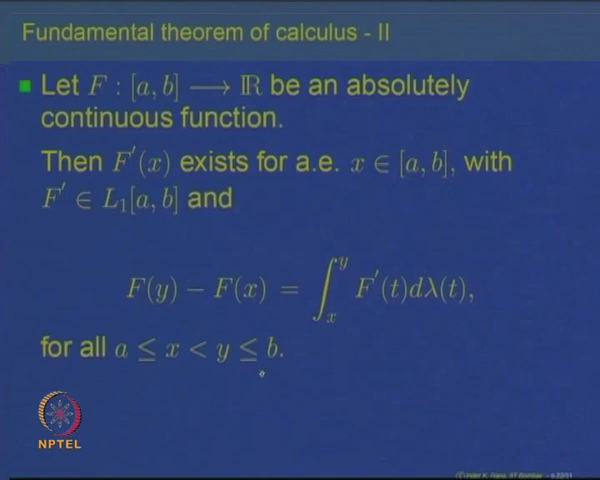 Fundamental theorem of calculus - II
Let F : [a, b] ⟶ ℝ be an absolutely
continuous function.
Then F′(x) exists for a.e. x ∈ [a, b], with
F′ ∈ L₁[a, b] and
F(y) − F(x) = ∫ₓʸ F′(t)dλ(t),
for all a ≤ x < y ≤ b.
NPTEL